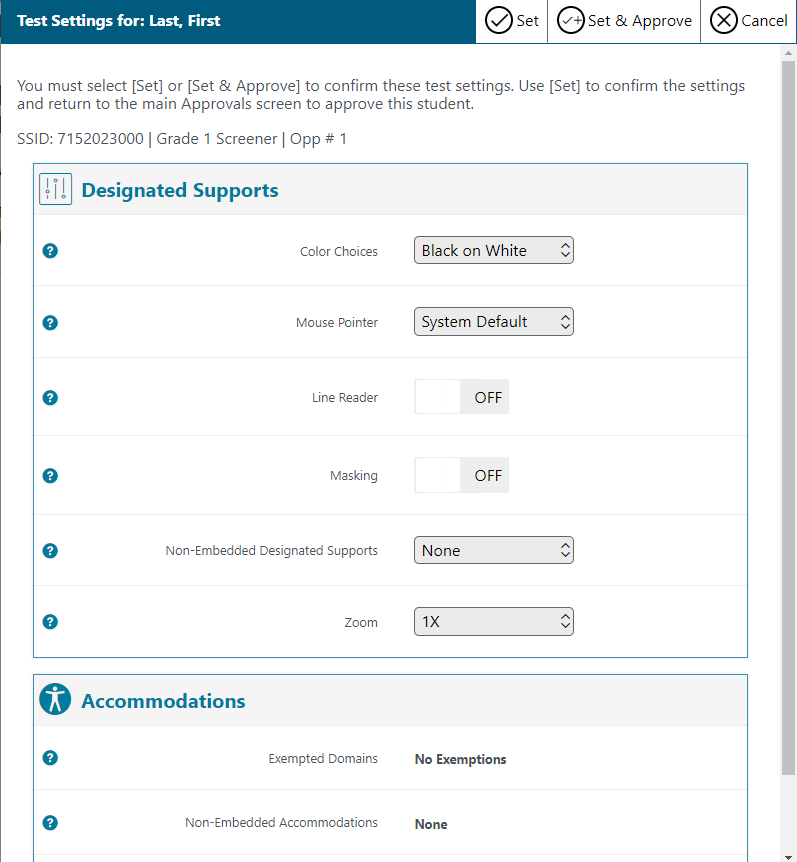 Test Settings for: Last, First
Set
Set & Approve
Cancel
You must select [Set] or [Set & Approve] to confirm these test settings. Use [Set] to confirm the settings
and return to the main Approvals screen to approve this student.
SSID: 7152023000 | Grade 1 Screener | Opp # 1
Designated Supports
? Color Choices Black on White
? Mouse Pointer System Default
? Line Reader OFF
? Masking OFF
? Non-Embedded Designated Supports None
? Zoom 1X
Accommodations
? Exempted Domains No Exemptions
? Non-Embedded Accommodations None